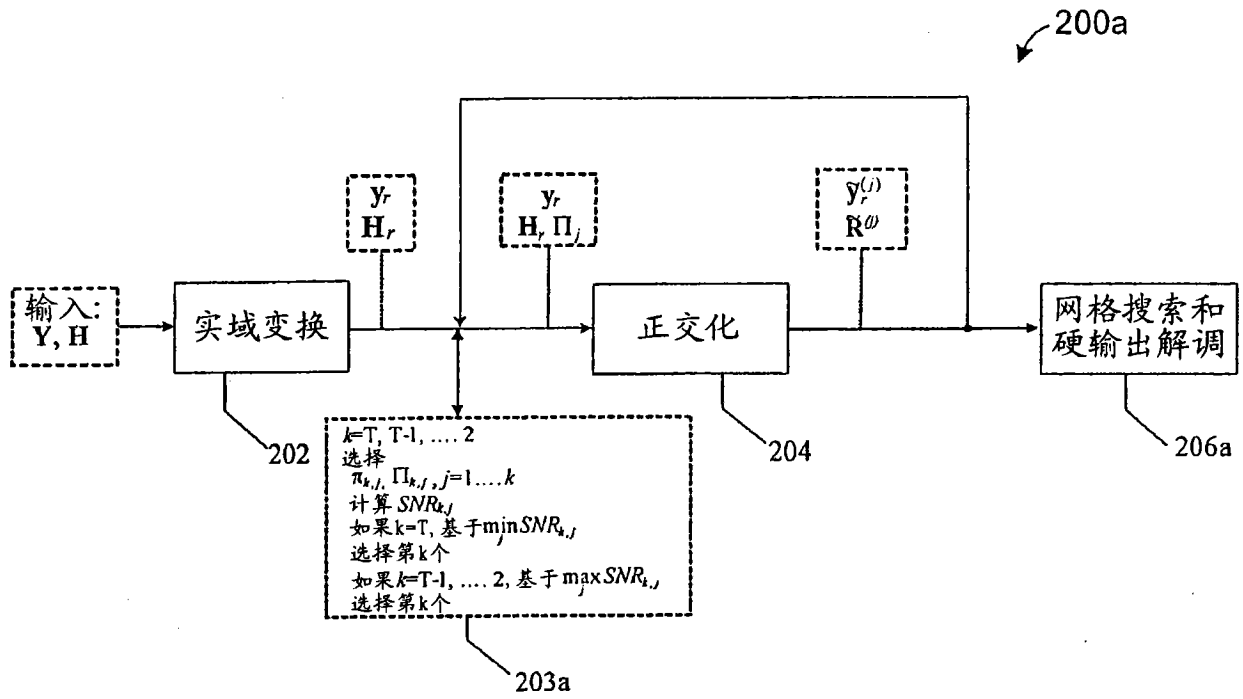 200a
y_r
H_r
y_r
H_r Π_j
ỹ_r^(j)
R̃^(j)
输入:
Y, H
实域变换
正交化
网格搜索和
硬输出解调
202
204
206a
k=T, T-1, .... 2
选择
π_k,j, Π_k,j, j=1....k
计算 SNR_k,j
如果k=T, 基于min_j SNR_k,j
选择第k个
如果k=T-1, .... 2, 基于max_j SNR_k,j
选择第k个
203a